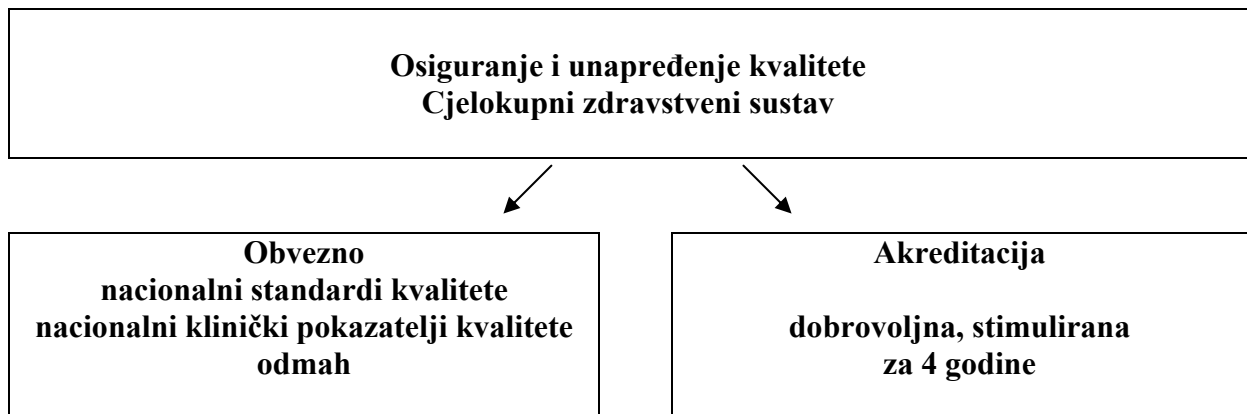 Osiguranje i unapređenje kvalitete
Cjelokupni zdravstveni sustav
Obvezno
nacionalni standardi kvalitete
nacionalni klinički pokazatelji kvalitete
odmah
Akreditacija
dobrovoljna, stimulirana
za 4 godine